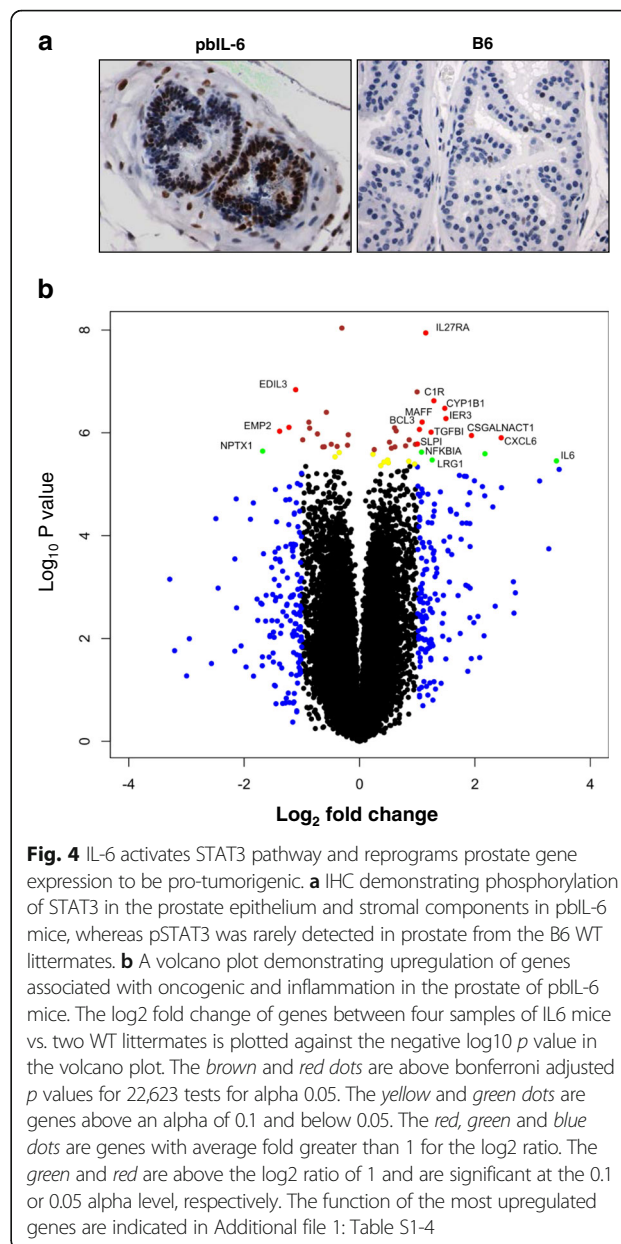 a
pbIL-6 B6
b
8
6
4
2
0
Log10 P value
IL27RA
EDIL3
C1R
CYP1B1
MAFF
IER3
BCL3
EMP2
TGFBI
CSGALNACT1
SLPI
CXCL6
NPTX1
NFKBIA
LRG1
IL6
-4 -2 0 2 4
Log2 fold change
Fig. 4 IL-6 activates STAT3 pathway and reprograms prostate gene
expression to be pro-tumorigenic. a IHC demonstrating phosphorylation
of STAT3 in the prostate epithelium and stromal components in pbIL-6
mice, whereas pSTAT3 was rarely detected in prostate from the B6 WT
littermates. b A volcano plot demonstrating upregulation of genes
associated with oncogenic and inflammation in the prostate of pbIL-6
mice. The log2 fold change of genes between four samples of IL6 mice
vs. two WT littermates is plotted against the negative log10 p value in
the volcano plot. The brown and red dots are above bonferroni adjusted
p values for 22,623 tests for alpha 0.05. The yellow and green dots are
genes above an alpha of 0.1 and below 0.05. The red, green and blue
dots are genes with average fold greater than 1 for the log2 ratio. The
green and red are above the log2 ratio of 1 and are significant at the 0.1
or 0.05 alpha level, respectively. The function of the most upregulated
genes are indicated in Additional file 1: Table S1-4